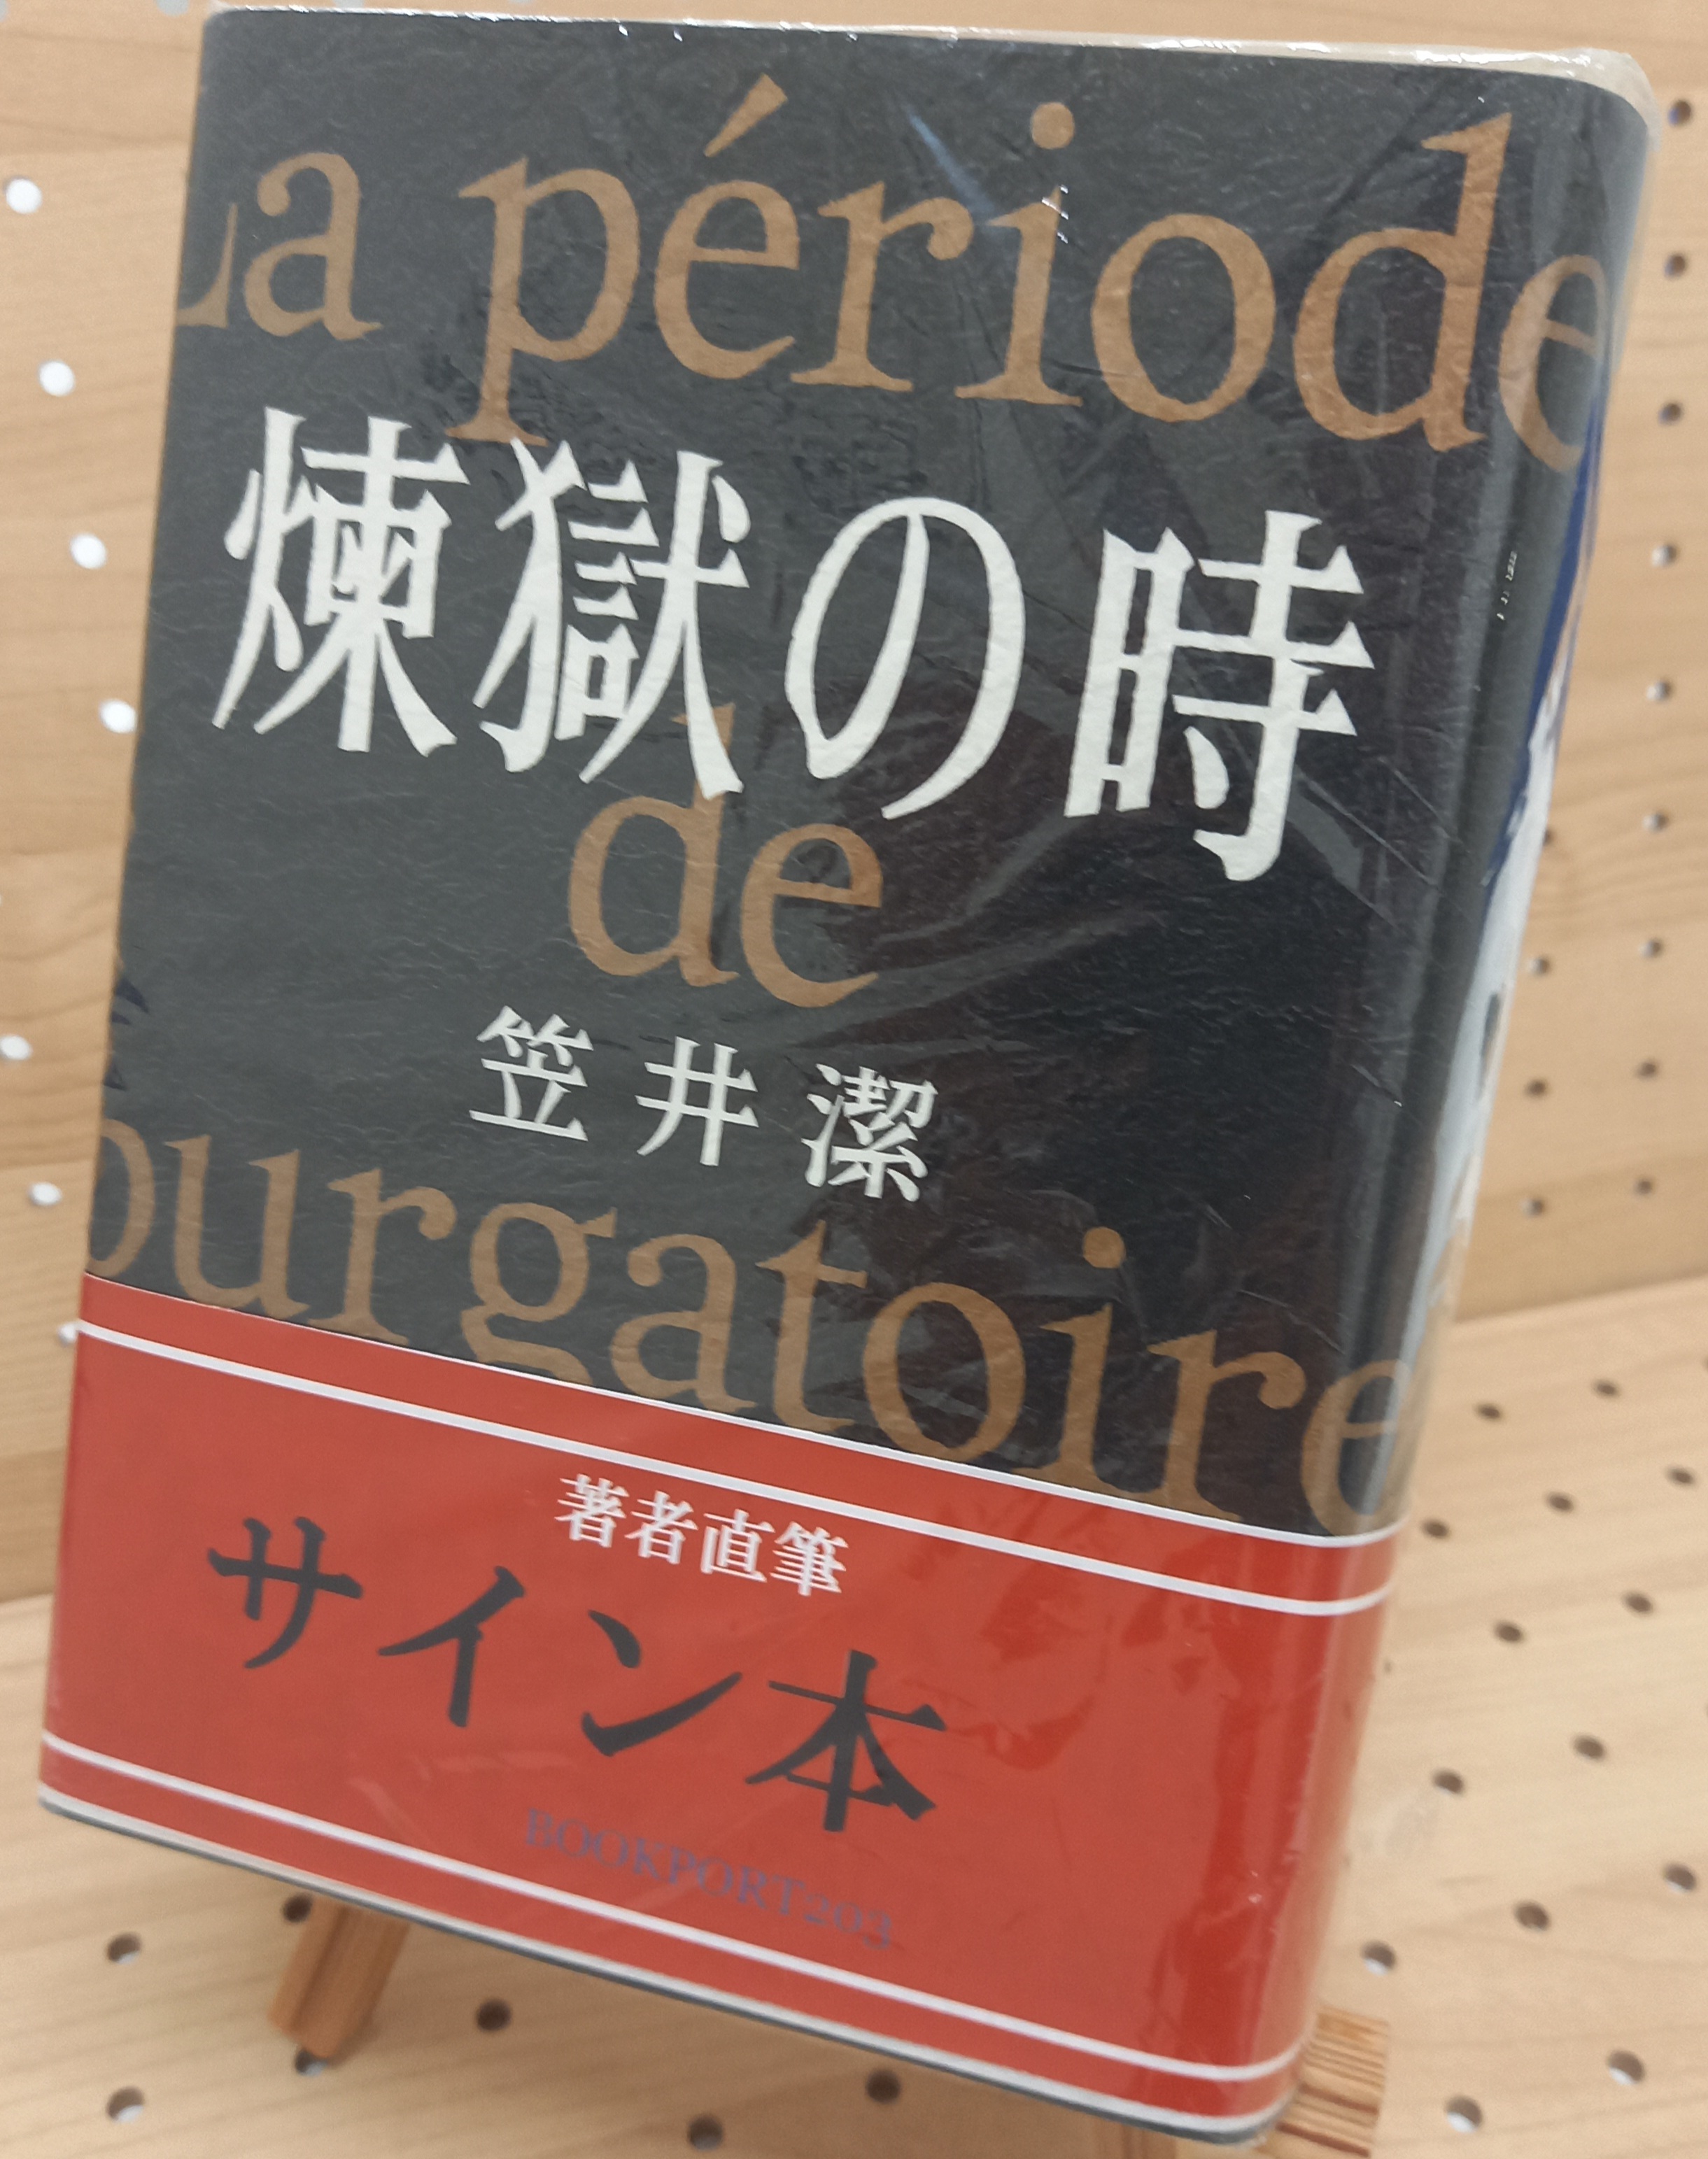 La période
煉獄の時
de
笠井潔
purgatoire
著者直筆
サイン本
BOOKPORT203